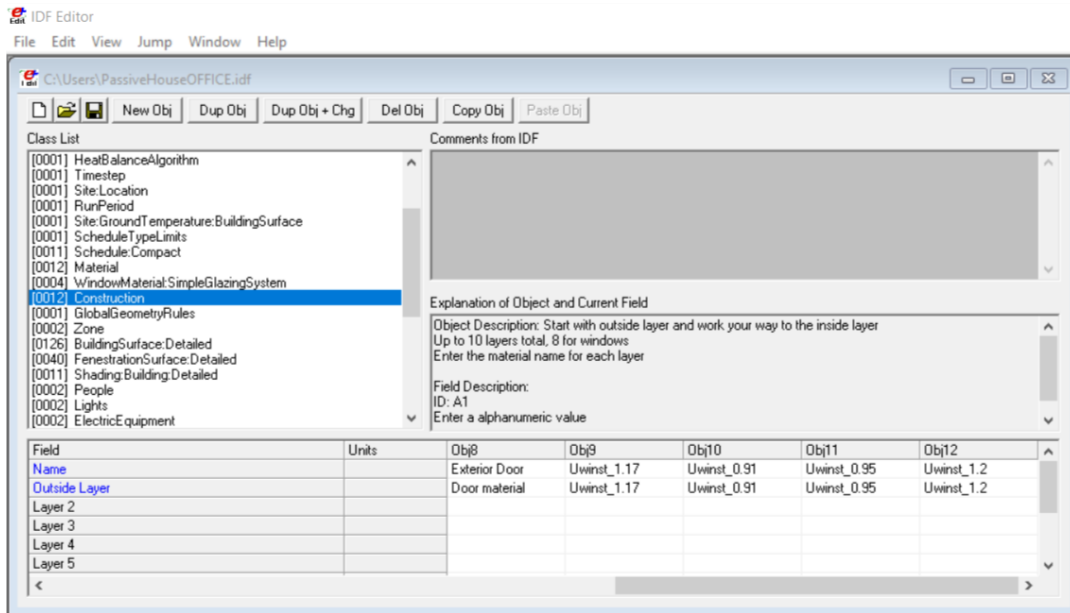 IDF Editor
File Edit View Jump Window Help
C:\Users\PassiveHouseOFFICE.idf
New Obj Dup Obj Dup Obj + Chg Del Obj Copy Obj Paste Obj
Class List
[0001] HeatBalanceAlgorithm
[0001] Timestep
[0001] Site:Location
[0001] RunPeriod
[0001] Site:GroundTemperature:BuildingSurface
[0001] ScheduleTypeLimits
[0011] Schedule:Compact
[0012] Material
[0004] WindowMaterial:SimpleGlazingSystem
[0012] Construction
[0001] GlobalGeometryRules
[0002] Zone
[0126] BuildingSurface:Detailed
[0040] FenestrationSurface:Detailed
[0011] Shading:Building:Detailed
[0002] People
[0002] Lights
[0002] ElectricEquipment
Comments from IDF
Explanation of Object and Current Field
Object Description: Start with outside layer and work your way to the inside layer
Up to 10 layers total, 8 for windows
Enter the material name for each layer
Field Description:
ID: A1
Enter a alphanumeric value
Field Units Obj8 Obj9 Obj10 Obj11 Obj12
Name Exterior Door Uwinst_1.17 Uwinst_0.91 Uwinst_0.95 Uwinst_1.2
Outside Layer Door material Uwinst_1.17 Uwinst_0.91 Uwinst_0.95 Uwinst_1.2
Layer 2
Layer 3
Layer 4
Layer 5